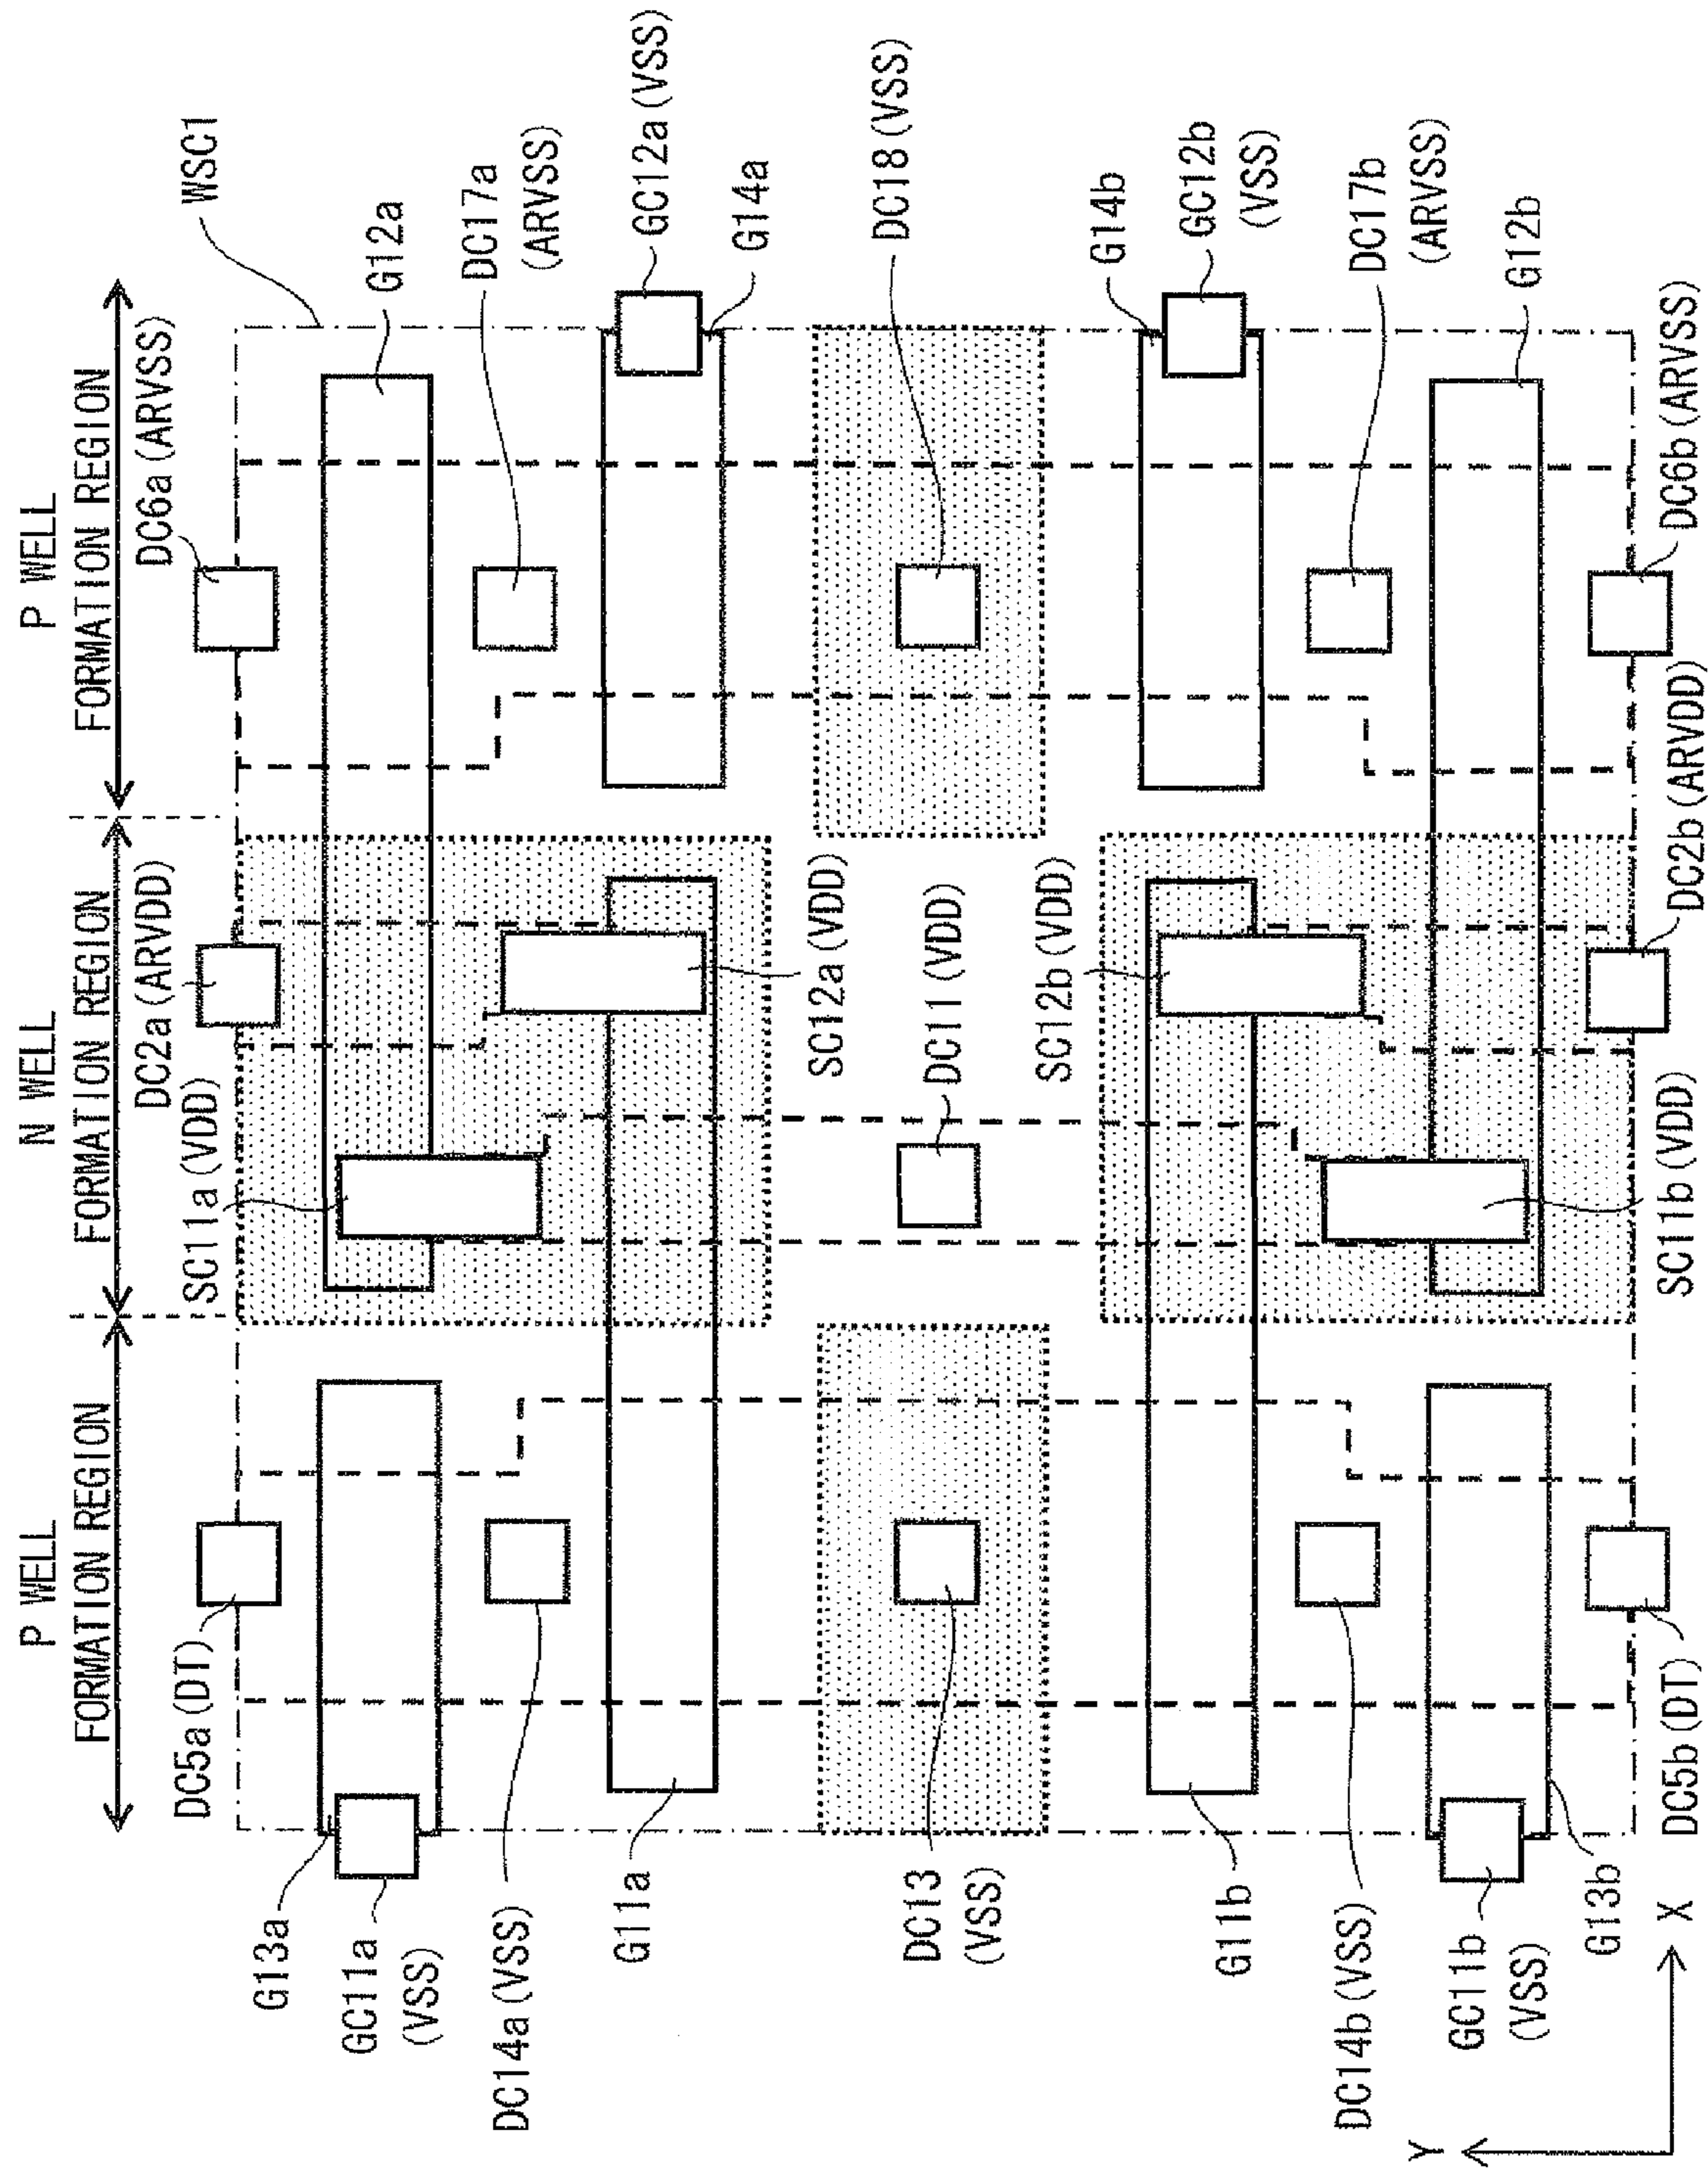 P WELL
FORMATION REGION
N WELL
FORMATION REGION
P WELL
FORMATION REGION
DC5a(DT)
SC11a(VDD)
DC2a(ARVDD)
DC6a(ARVSS)
WSC1
G13a
G12a
GC11a
(VSS)
DC17a
(ARVSS)
DC14a(VSS)
GC12a(VSS)
G11a
G14a
SC12a(VDD)
DC18(VSS)
DC13
(VSS)
DC11(VDD)
SC12b(VDD)
G14b
GC12b
(VSS)
G11b
DC14b(VSS)
DC17b
(ARVSS)
GC11b
(VSS)
G12b
G13b
Y
X
DC5b(DT)
SC11b(VDD)
DC2b(ARVDD)
DC6b(ARVSS)